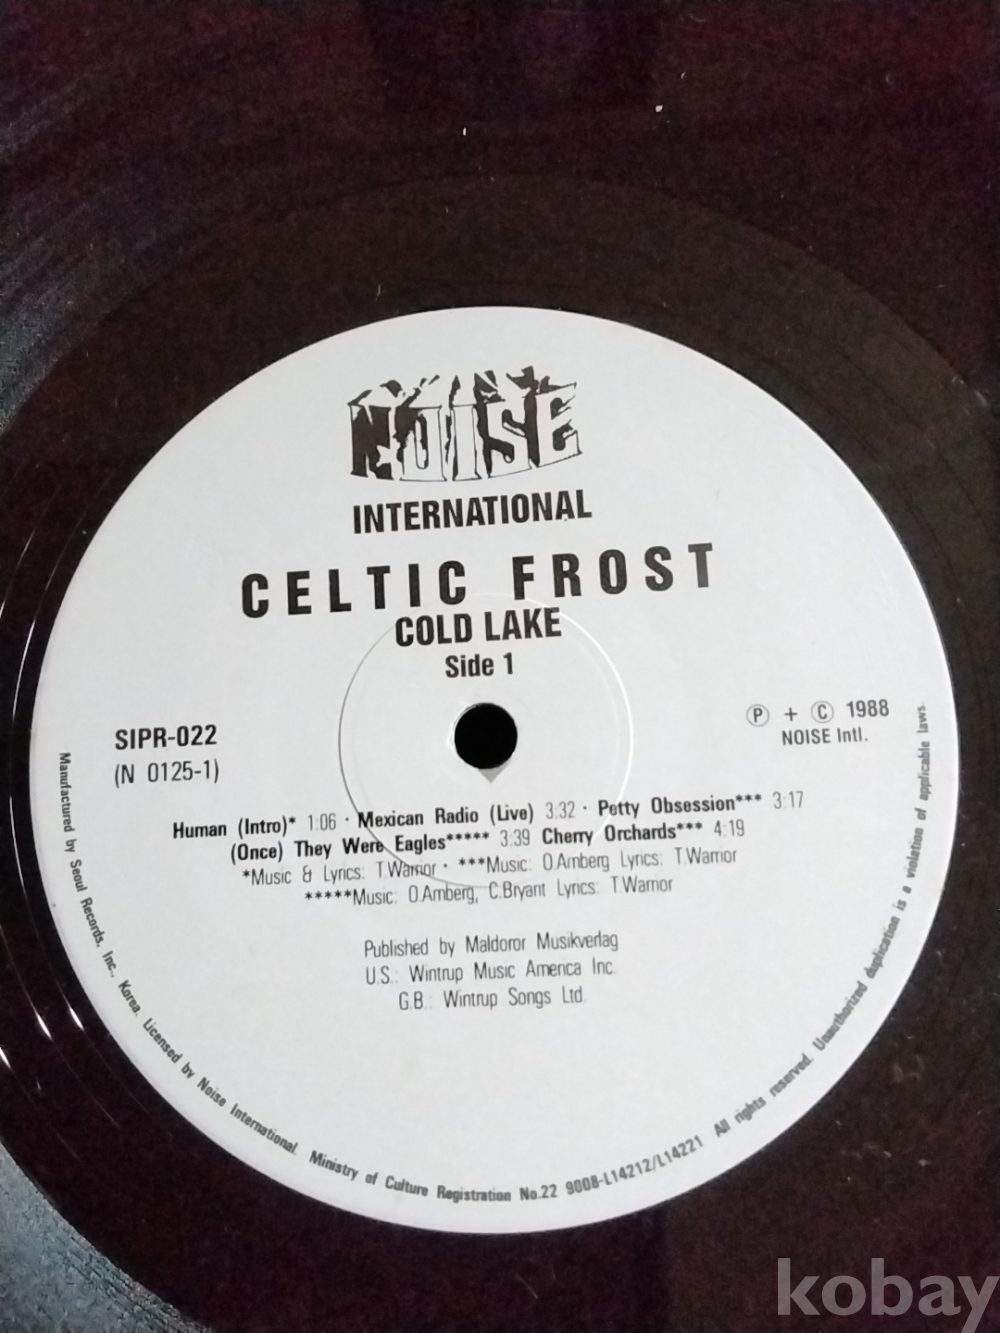 NOISE
INTERNATIONAL
CELTIC FROST
COLD LAKE
Side 1
SIPR-022
(N 0125-1)
Ⓟ + Ⓒ 1988
NOISE Intl.
Human (Intro)* 1:06 · Mexican Radio (Live) 3:32 · Petty Obsession*** 3:17
(Once) They Were Eagles***** 3:39 Cherry Orchards*** 4:19
*Music & Lyrics: T.Warrior · ***Music: O.Amberg Lyrics: T.Warrior
*****Music: O.Amberg, C.Bryant Lyrics: T.Warrior
Published by Maldoror Musikverlag
U.S.: Wintrup Music America Inc.
G.B.: Wintrup Songs Ltd.
Manufactured by Seoul Records, Inc., Korea. Licensed by Noise International. Ministry of Culture Registration No.22 9008-L14212/L14221 All rights reserved. Unauthorized duplication is a violation of applicable laws.
kobay